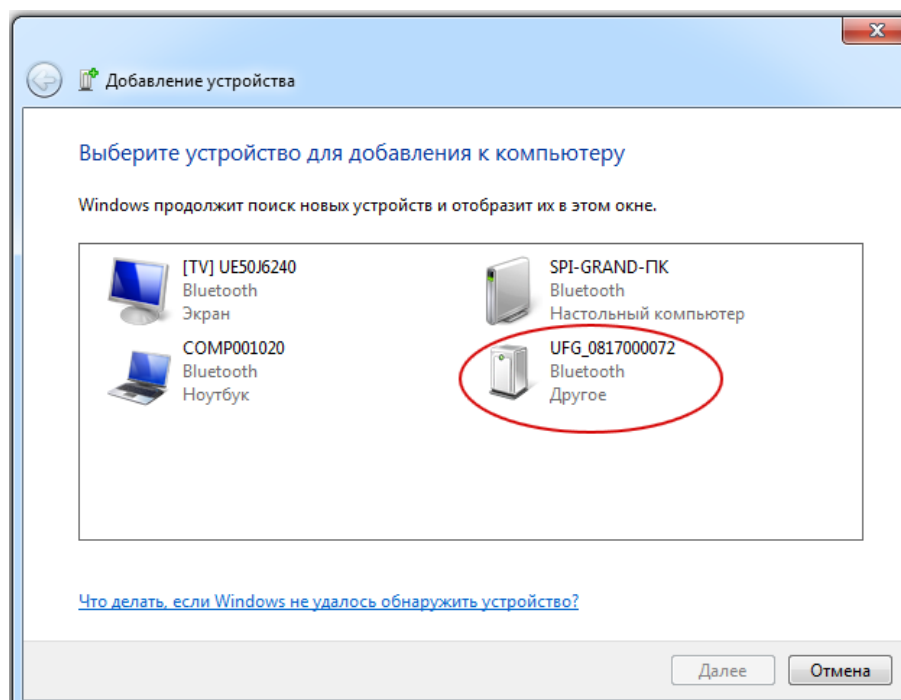 Добавление устройства
Выберите устройство для добавления к компьютеру
Windows продолжит поиск новых устройств и отобразит их в этом окне.
[TV] UE50J6240
Bluetooth
Экран
SPI-GRAND-ПК
Bluetooth
Настольный компьютер
COMP001020
Bluetooth
Ноутбук
UFG_0817000072
Bluetooth
Другое
Что делать, если Windows не удалось обнаружить устройство?
Далее
Отмена